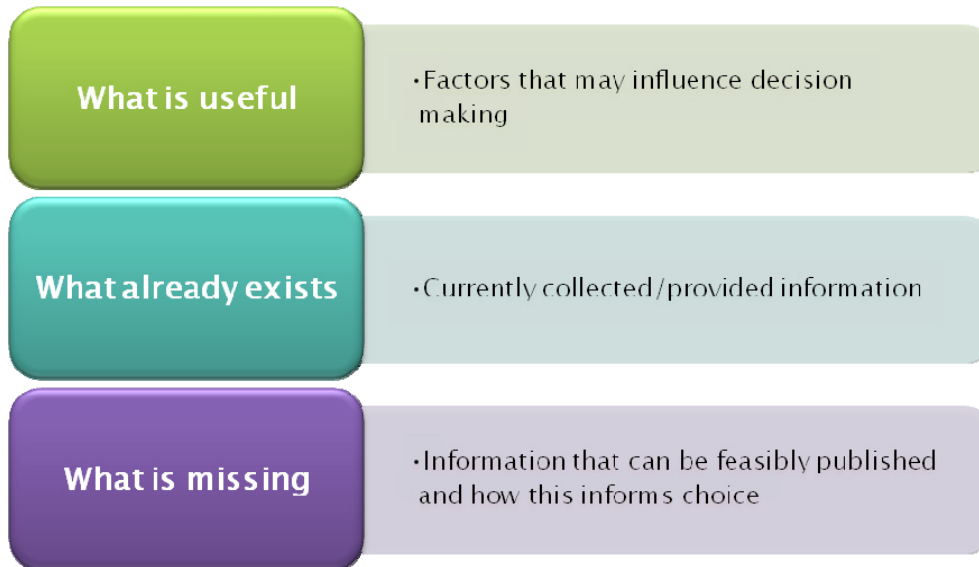 What is useful
•Factors that may influence decision
making
What already exists
•Currently collected/provided information
What is missing
•Information that can be feasibly published
and how this informs choice